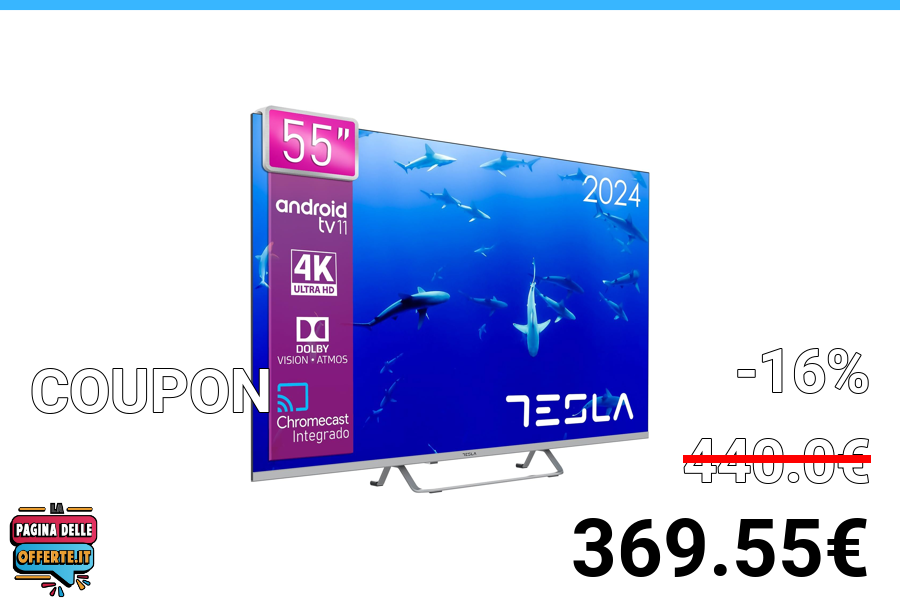 55”
android
tv 11
4K
ULTRA HD
DOLBY
VISION • ATMOS
Chromecast
Integrado
2024
TESLA
TESLA
COUPON
-16%
440.0€
369.55€
LA
PAGINA DELLE
OFFERTE.IT